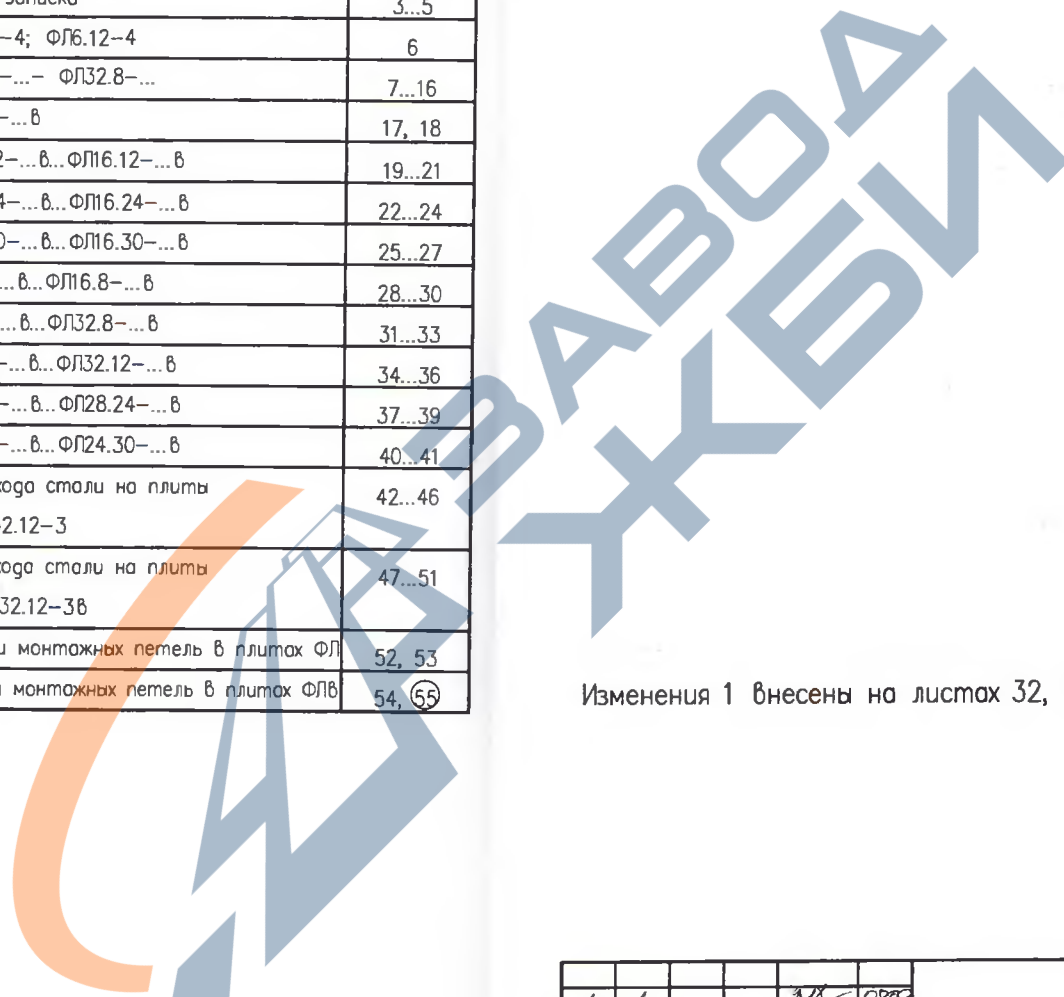 записка 3...5
–4; ФЛ6.12–4 6
–...– ФЛ32.8–... 7...16
–...в 17, 18
2–...в...ФЛ16.12–...в 19...21
4–...в...ФЛ16.24–...в 22...24
0–...в...ФЛ16.30–...в 25...27
...в...ФЛ16.8–...в 28...30
...в...ФЛ32.8–...в 31...33
–...в...ФЛ32.12–...в 34...36
–...в...ФЛ28.24–...в 37...39
–...в...ФЛ24.30–...в 40...41
хода стали на плиты 42...46
2.12–3
хода стали на плиты 47...51
32.12–3в
и монтажных петель в плитах ФЛ 52, 53
и монтажных петель в плитах ФЛВ 54, 55
Изменения 1 внесены на листах 32,
ЗАВОД
ЖБИ